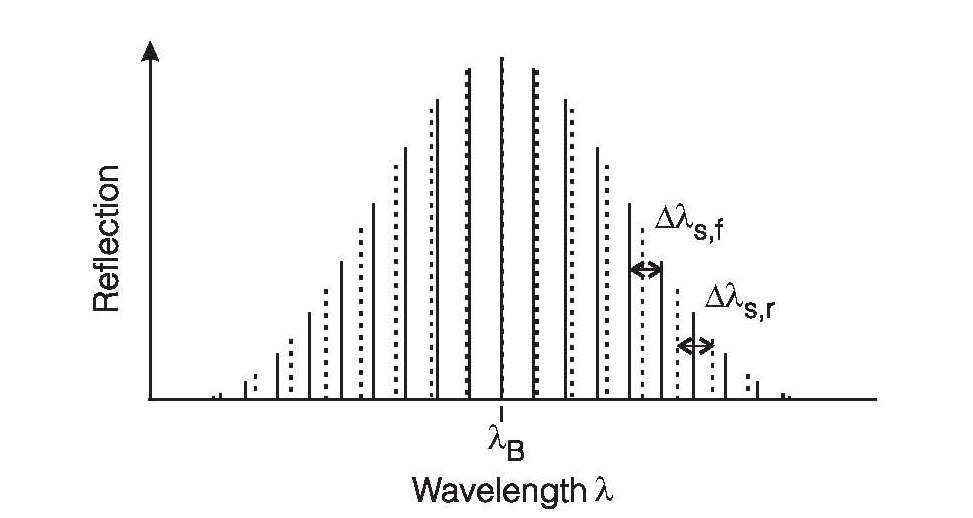 Reflection
Δλs,f
Δλs,r
λB
Wavelength λ